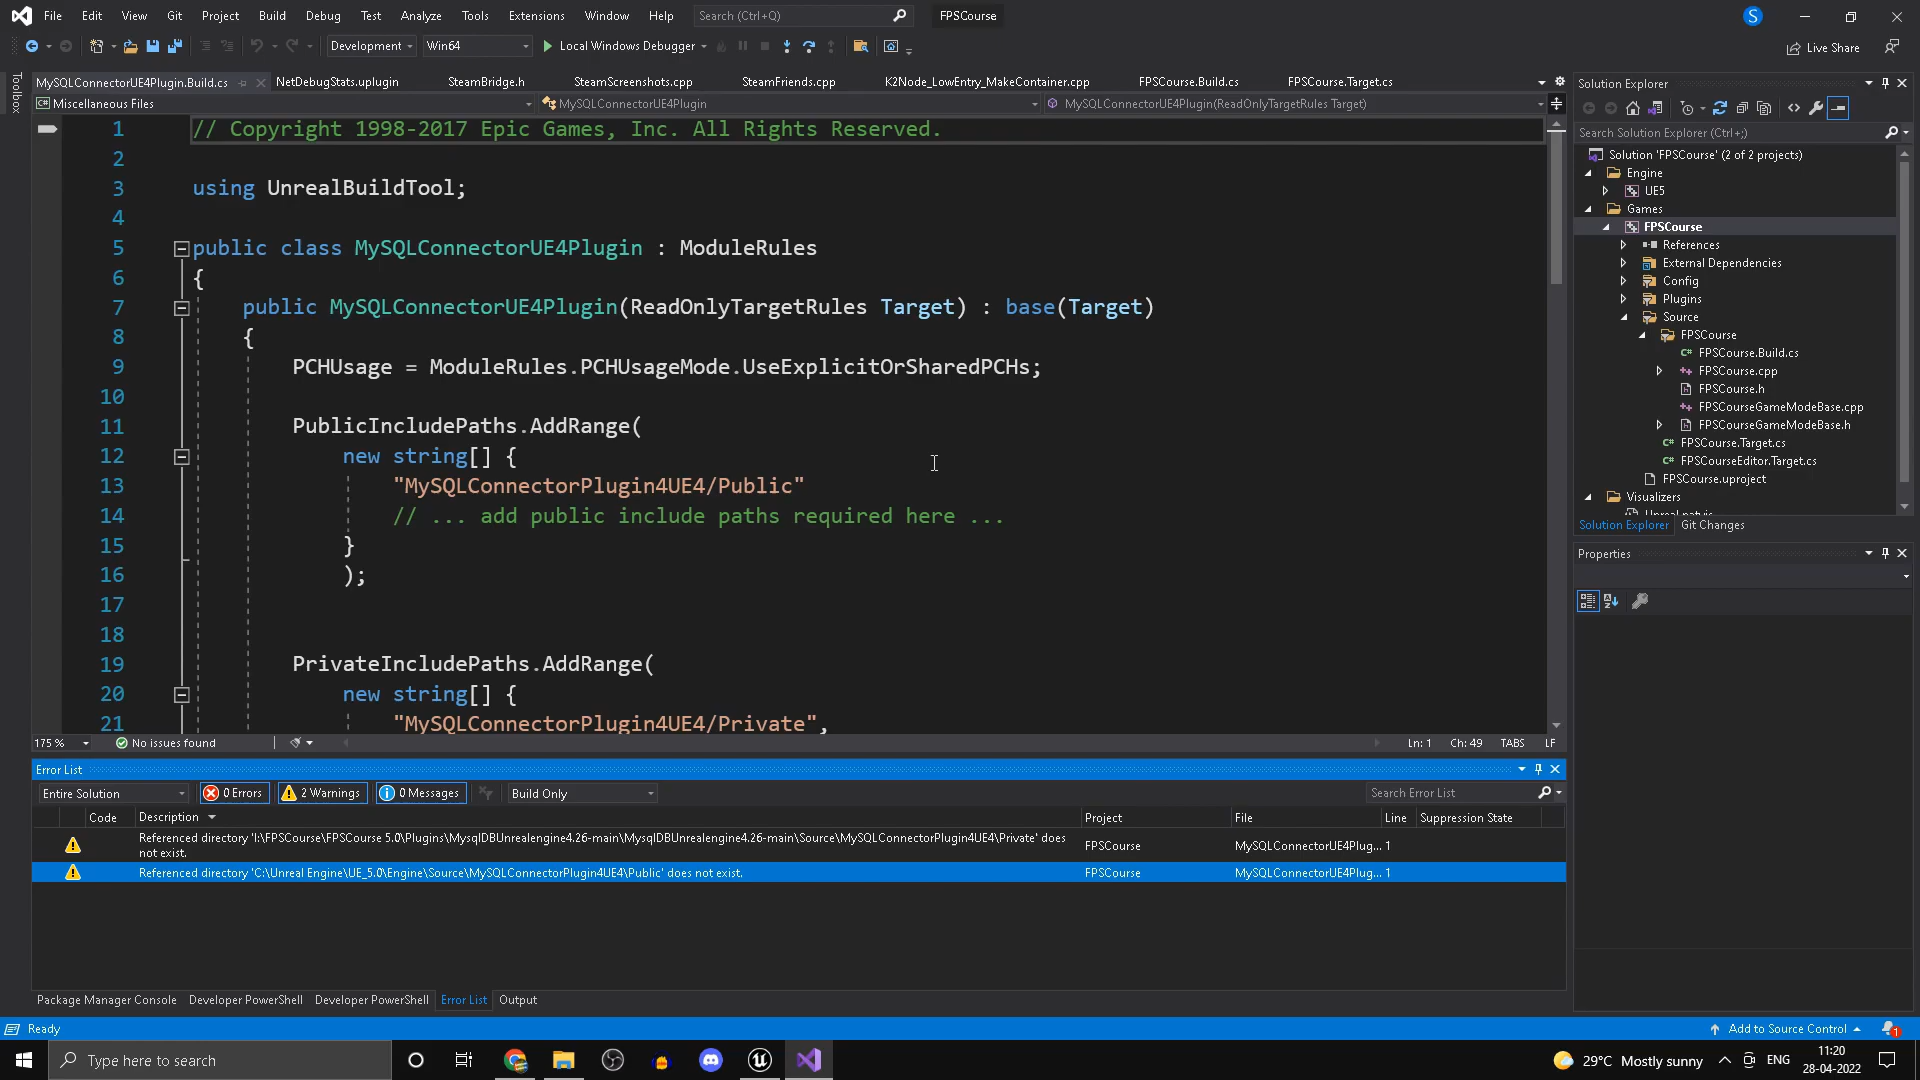 File Edit View Git Project Build Debug Test Analyze Tools Extensions Window Help Search (Ctrl+Q) FPSCourse S
Development Win64 Local Windows Debugger Live Share
Toolbox
MySQLConnectorUE4Plugin.Build.cs NetDebugStats.uplugin SteamBridge.h SteamScreenshots.cpp SteamFriends.cpp K2Node_LowEntry_MakeContainer.cpp FPSCourse.Build.cs FPSCourse.Target.cs
Miscellaneous Files MySQLConnectorUE4Plugin MySQLConnectorUE4Plugin(ReadOnlyTargetRules Target)
1 // Copyright 1998-2017 Epic Games, Inc. All Rights Reserved.
2
3 using UnrealBuildTool;
4
5 public class MySQLConnectorUE4Plugin : ModuleRules
6 {
7 public MySQLConnectorUE4Plugin(ReadOnlyTargetRules Target) : base(Target)
8 {
9 PCHUsage = ModuleRules.PCHUsageMode.UseExplicitOrSharedPCHs;
10
11 PublicIncludePaths.AddRange(
12 new string[] {
13 "MySQLConnectorPlugin4UE4/Public"
14 // ... add public include paths required here ...
15 }
16 );
17
18
19 PrivateIncludePaths.AddRange(
20 new string[] {
21 "MySQLConnectorPlugin4UE4/Private",
175 % No issues found Ln: 1 Ch: 49 TABS LF
Error List
Entire Solution 0 Errors 2 Warnings 0 Messages Build Only Search Error List
Code Description Project File Line Suppression State
Referenced directory 'I:\FPSCourse\FPSCourse 5.0\Plugins\MysqlDBUnrealengine4.26-main\MysqlDBUnrealengine4.26-main\Source\MySQLConnectorPlugin4UE4\Private' does
not exist.
FPSCourse MySQLConnectorUE4Plug... 1
Referenced directory 'C:\Unreal Engine\UE_5.0\Engine\Source\MySQLConnectorPlugin4UE4\Public' does not exist. FPSCourse MySQLConnectorUE4Plug... 1
Package Manager Console Developer PowerShell Developer PowerShell Error List Output
Solution Explorer
Search Solution Explorer (Ctrl+;)
Solution 'FPSCourse' (2 of 2 projects)
Engine
UE5
Games
FPSCourse
References
External Dependencies
Config
Plugins
Source
FPSCourse
FPSCourse.Build.cs
FPSCourse.cpp
FPSCourse.h
FPSCourseGameModeBase.cpp
FPSCourseGameModeBase.h
FPSCourse.Target.cs
FPSCourseEditor.Target.cs
FPSCourse.uproject
Visualizers
Solution Explorer Git Changes
Properties
Ready Add to Source Control 1
Type here to search 29°C Mostly sunny ENG 11:20
28-04-2022